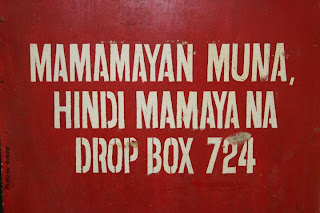 MAMAMAYAN MUNA,
HINDI MAMAYA NA
DROP BOX 724